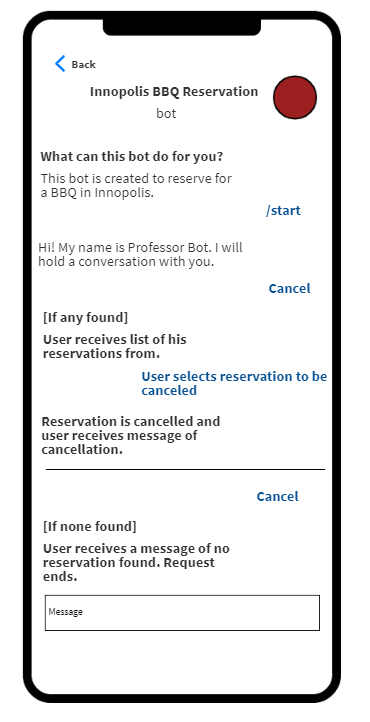 Back
Innopolis BBQ Reservation
bot
What can this bot do for you?
This bot is created to reserve for
a BBQ in Innopolis.
/start
Hi! My name is Professor Bot. I will
hold a conversation with you.
Cancel
[If any found]
User receives list of his
reservations from.
User selects reservation to be
canceled
Reservation is cancelled and
user receives message of
cancellation.
Cancel
[If none found]
User receives a message of no
reservation found. Request
ends.
Message